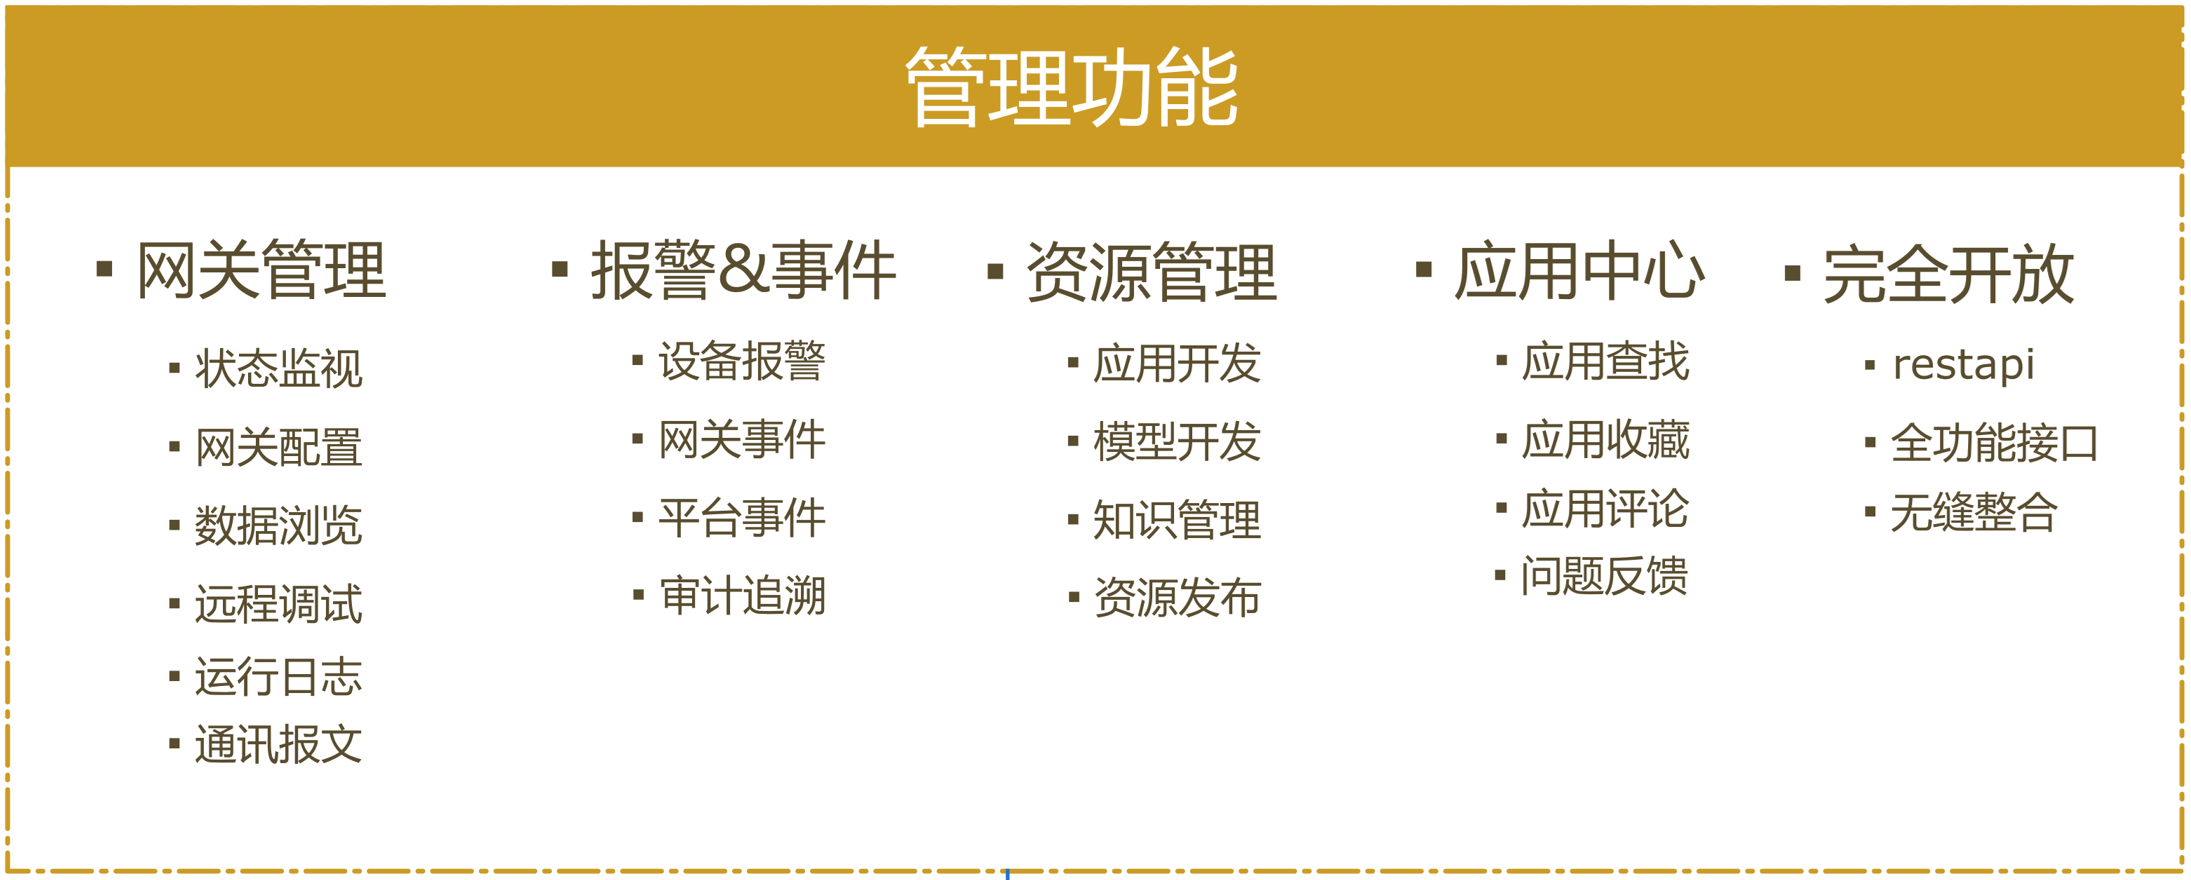 管理功能
▪ 网关管理
▪ 状态监视
▪ 网关配置
▪ 数据浏览
▪ 远程调试
▪ 运行日志
▪ 通讯报文
▪ 报警&事件
▪ 设备报警
▪ 网关事件
▪ 平台事件
▪ 审计追溯
▪ 资源管理
▪ 应用开发
▪ 模型开发
▪ 知识管理
▪ 资源发布
▪ 应用中心
▪ 应用查找
▪ 应用收藏
▪ 应用评论
▪ 问题反馈
▪ 完全开放
▪ restapi
▪ 全功能接口
▪ 无缝整合